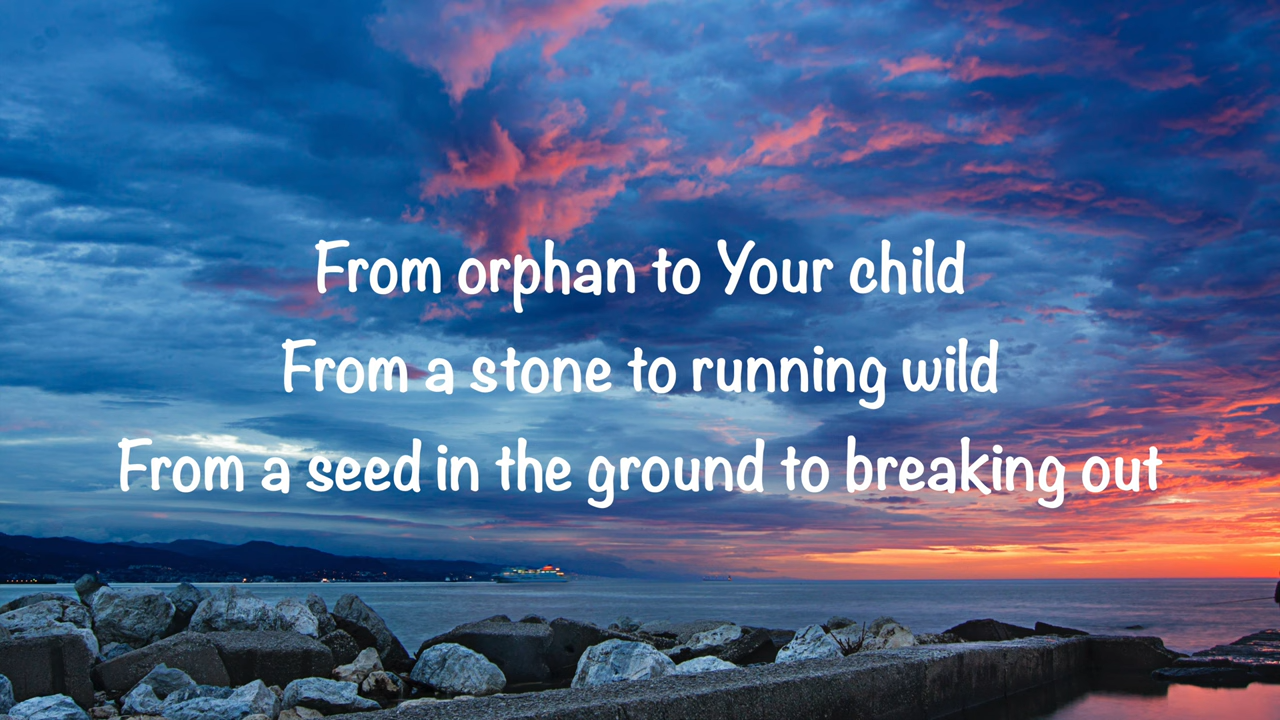 From orphan to Your child
From a stone to running wild
From a seed in the ground to breaking out